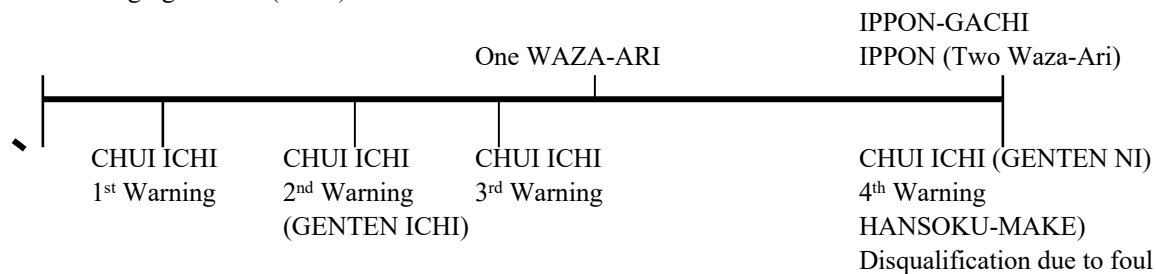 IPPON-GACHI
One WAZA-ARI
IPPON (Two Waza-Ari)
CHUI ICHI
1st Warning
CHUI ICHI
2nd Warning
(GENTEN ICHI)
CHUI ICHI
3rd Warning
CHUI ICHI (GENTEN NI)
4th Warning
HANSOKU-MAKE)
Disqualification due to foul